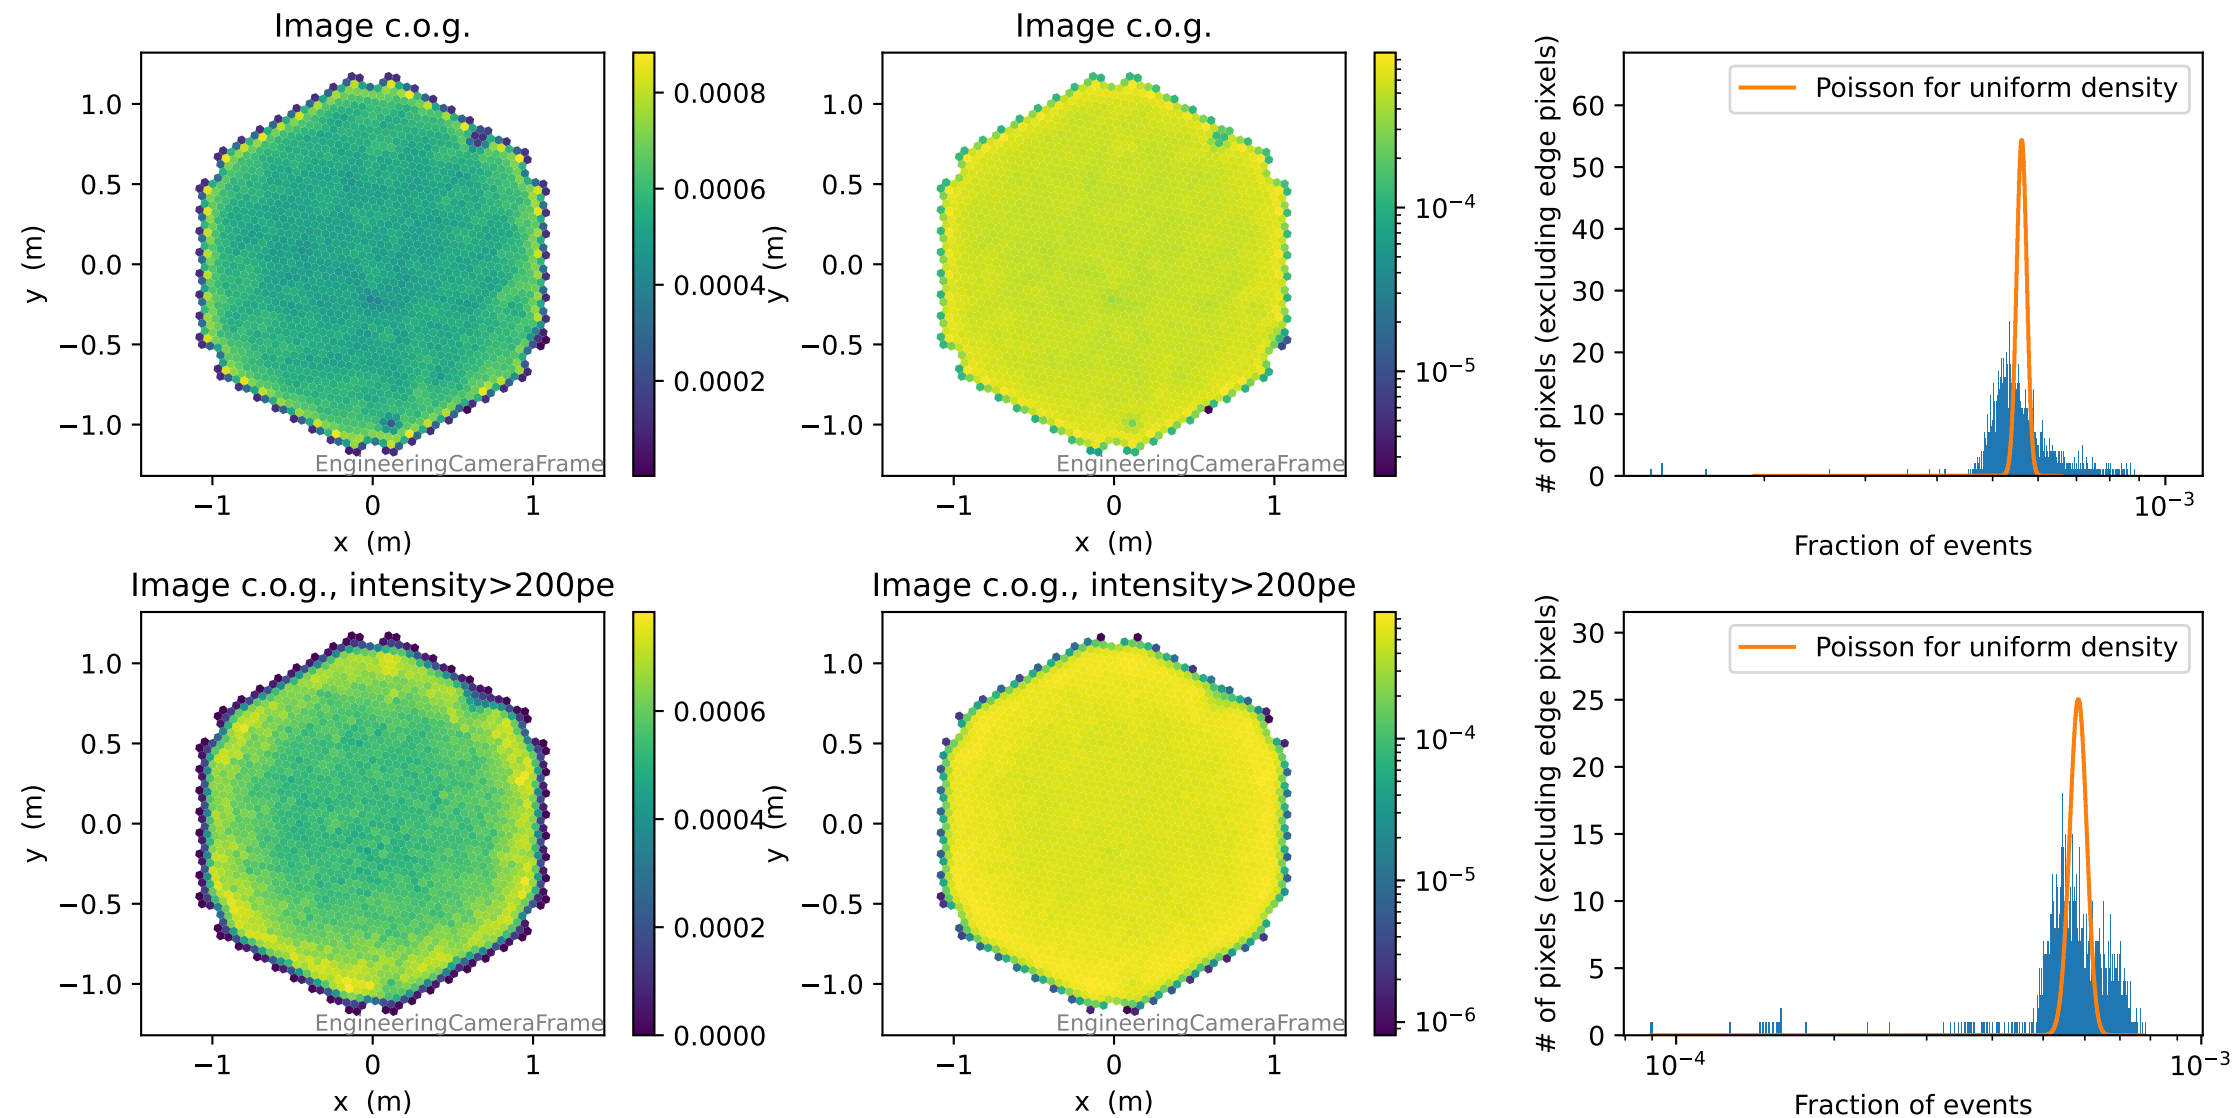 Image c.o.g.
1.0
0.5
0.0
−0.5
−1.0
y (m)
−1
0
1
x (m)
EngineeringCameraFrame
0.0008
0.0006
0.0004
0.0002
Image c.o.g.
1.0
0.5
0.0
−0.5
−1.0
y (m)
−1
0
1
x (m)
EngineeringCameraFrame
10⁻⁴
10⁻⁵
# of pixels (excluding edge pixels)
60
50
40
30
20
10
0
Poisson for uniform density
10⁻³
Fraction of events
Image c.o.g., intensity>200pe
1.0
0.5
0.0
−0.5
−1.0
y (m)
−1
0
1
x (m)
EngineeringCameraFrame
0.0006
0.0004
0.0002
0.0000
Image c.o.g., intensity>200pe
1.0
0.5
0.0
−0.5
−1.0
y (m)
−1
0
1
x (m)
EngineeringCameraFrame
10⁻⁴
10⁻⁵
10⁻⁶
# of pixels (excluding edge pixels)
30
25
20
15
10
5
0
Poisson for uniform density
10⁻⁴
10⁻³
Fraction of events